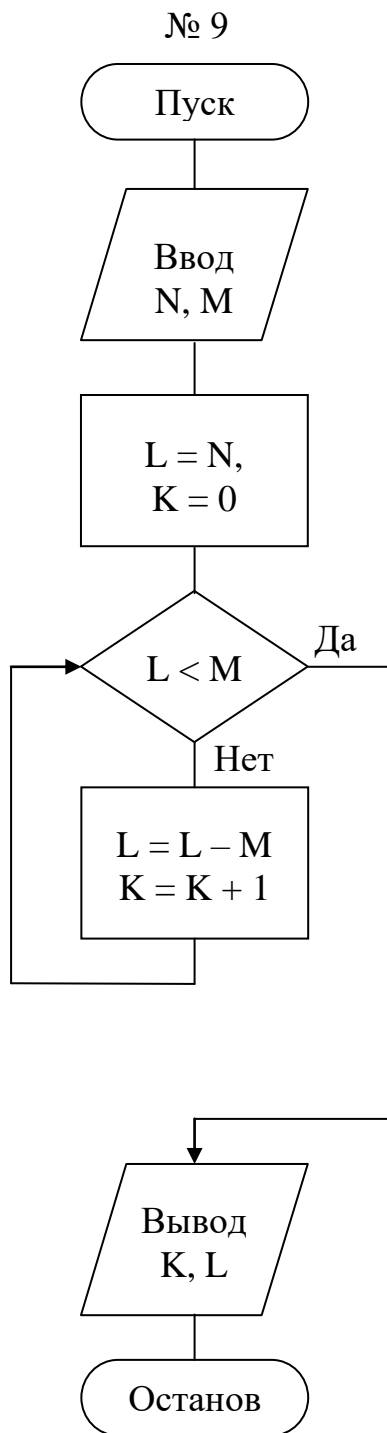 № 9
Пуск
Ввод
N, M
L = N,
K = 0
L < M
Да
Нет
L = L – M
K = K + 1
Вывод
K, L
Останов